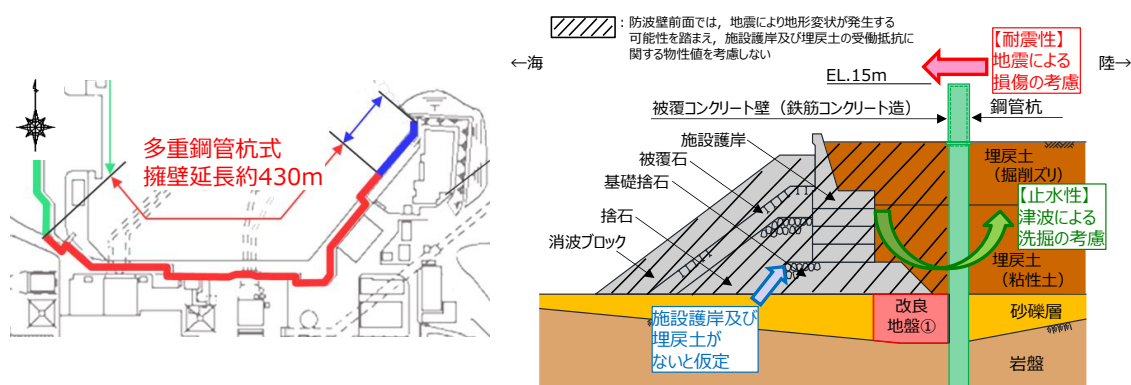 多重鋼管杭式
擁壁延長約430m
：防波壁前面では，地震により地形変状が発生する
可能性を踏まえ，施設護岸及び埋戻土の受働抵抗に
関する物性値を考慮しない
←海
陸→
【耐震性】
地震による
損傷の考慮
EL.15m
被覆コンクリート壁（鉄筋コンクリート造）
鋼管杭
施設護岸
被覆石
基礎捨石
捨石
消波ブロック
埋戻土
（掘削ズリ）
【止水性】
津波による
洗掘の考慮
埋戻土
（粘性土）
施設護岸及び
埋戻土が
ないと仮定
改良
地盤①
砂礫層
岩盤